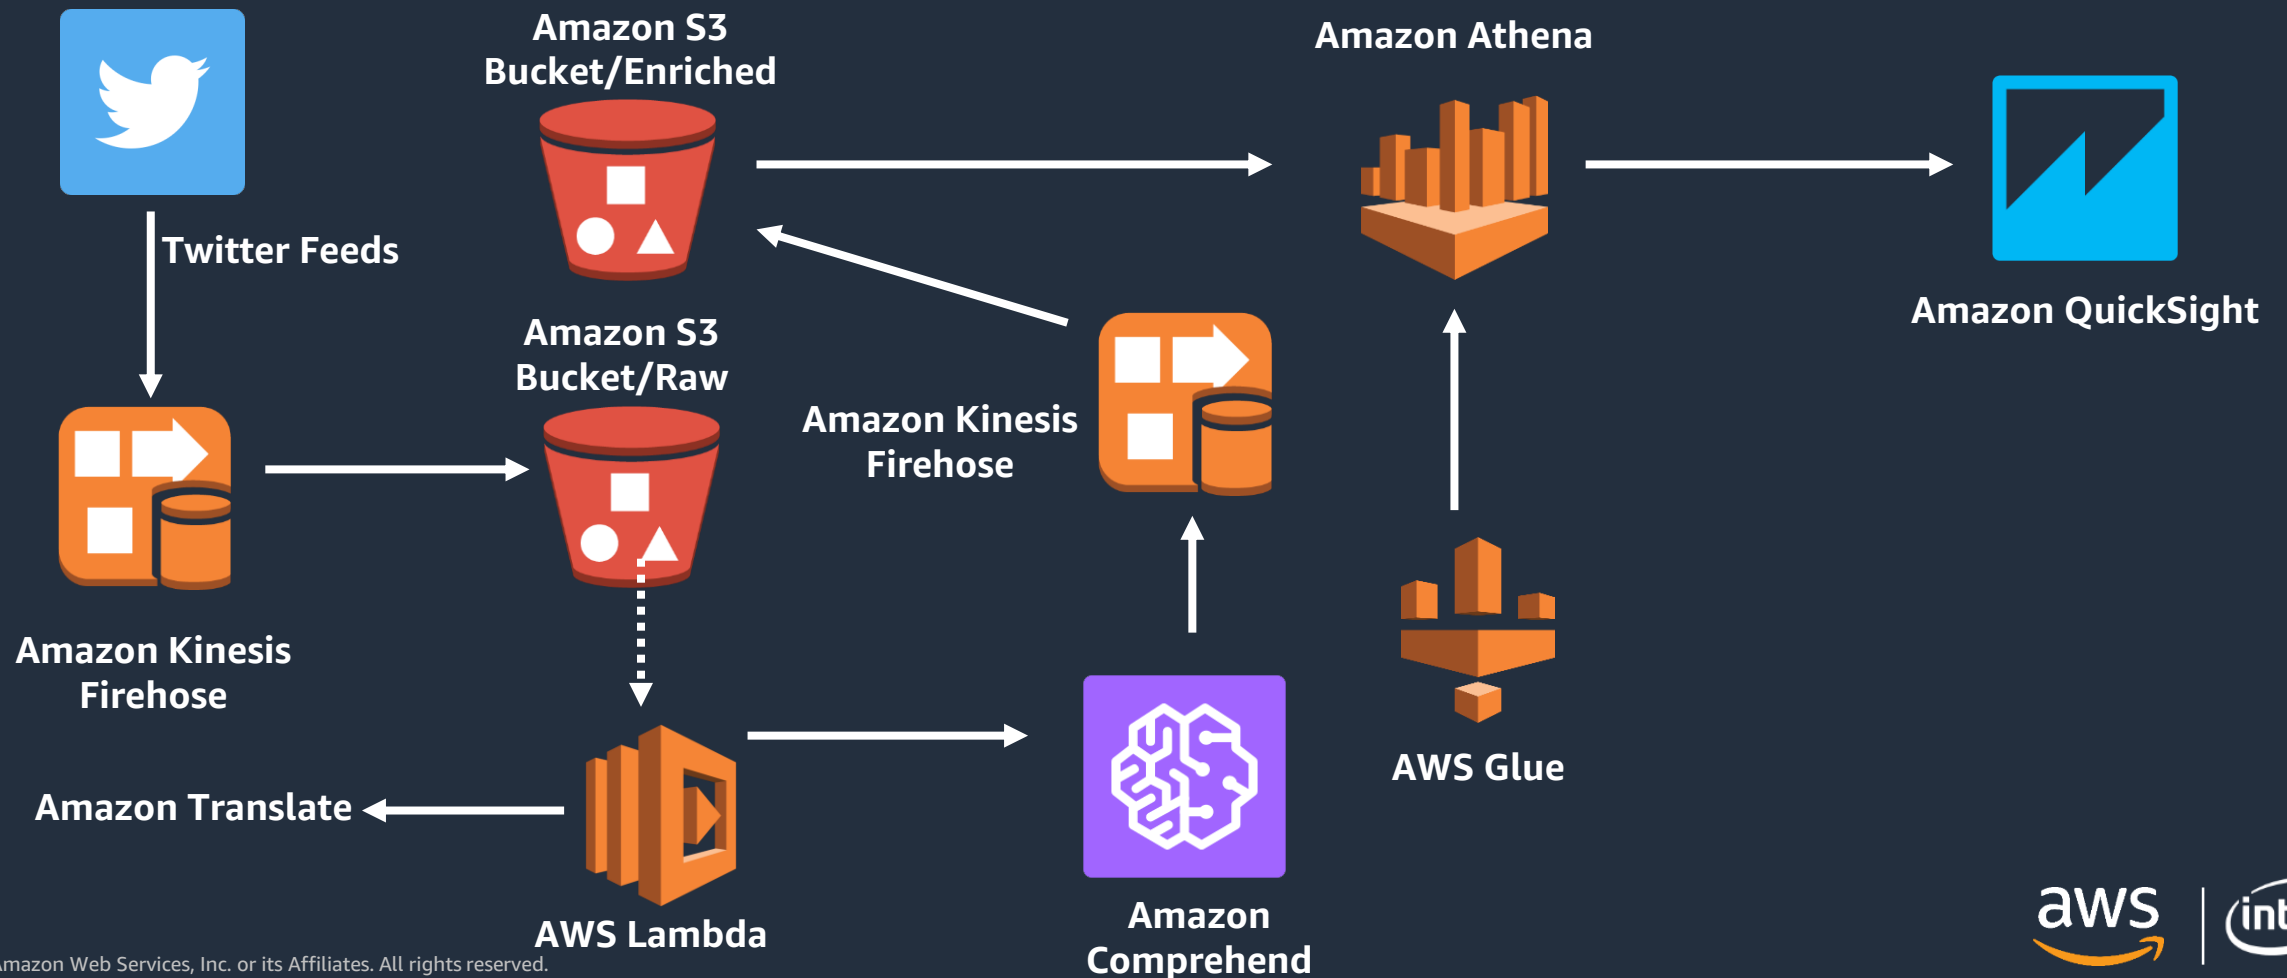 Amazon S3
Bucket/Enriched
Amazon Athena
Twitter Feeds
Amazon S3
Bucket/Raw
Amazon QuickSight
Amazon Kinesis
Firehose
Amazon Kinesis
Firehose
AWS Glue
Amazon Translate
AWS Lambda
Amazon
Comprehend
aws
Web Services, Inc. or its Affiliates. All rights reserved.